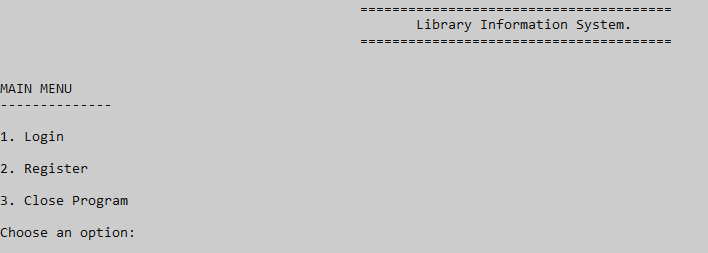 =======================================
Library Information System.
=======================================
MAIN MENU
--------------
1. Login
2. Register
3. Close Program
Choose an option: